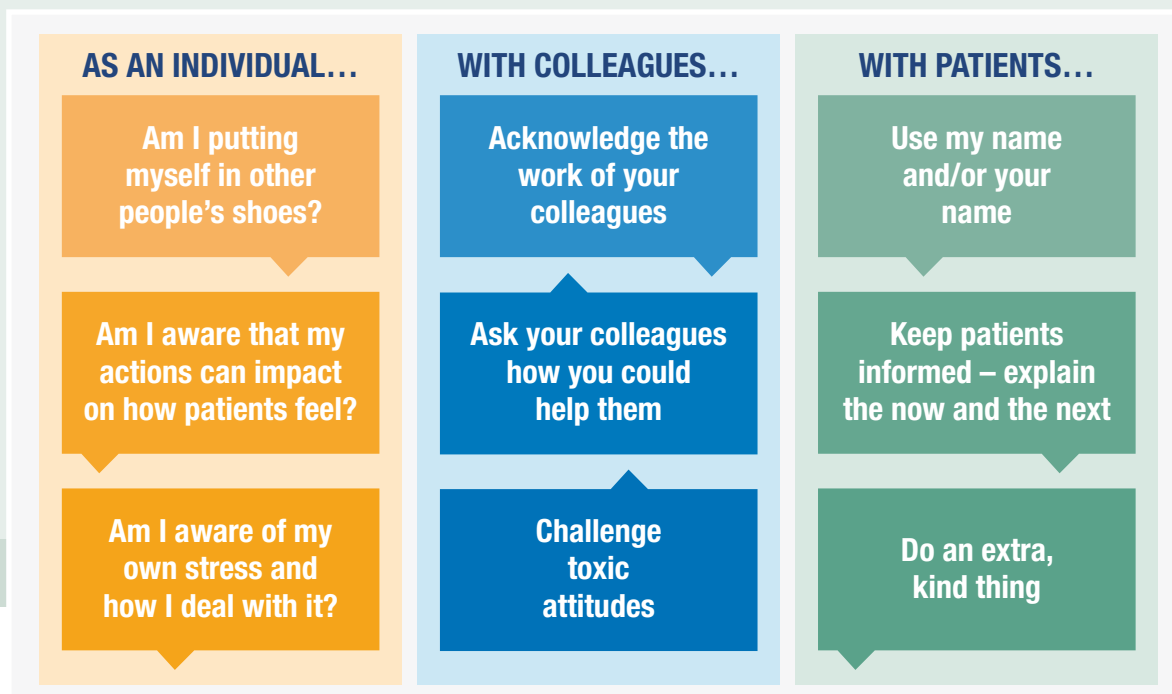 AS AN INDIVIDUAL…
Am I putting
myself in other
people’s shoes?
Am I aware that my
actions can impact
on how patients feel?
Am I aware of my
own stress and
how I deal with it?
WITH COLLEAGUES…
Acknowledge the
work of your
colleagues
Ask your colleagues
how you could
help them
Challenge
toxic
attitudes
WITH PATIENTS…
Use my name
and/or your
name
Keep patients
informed – explain
the now and the next
Do an extra,
kind thing